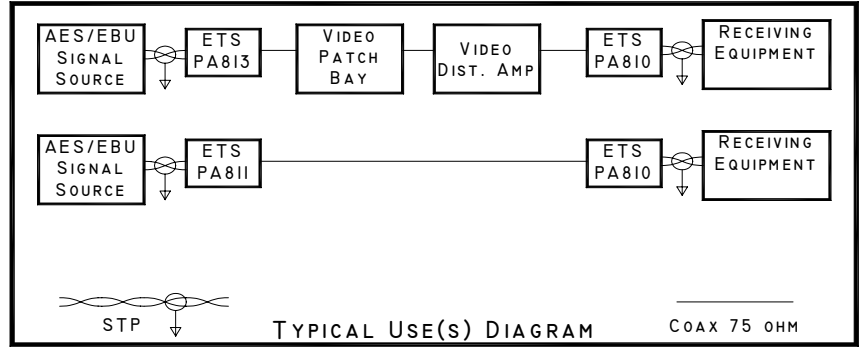 AES/EBU
SIGNAL
SOURCE
ETS
PA813
VIDEO
PATCH
BAY
VIDEO
DIST. AMP
ETS
PA810
RECEIVING
EQUIPMENT
AES/EBU
SIGNAL
SOURCE
ETS
PA811
ETS
PA810
RECEIVING
EQUIPMENT
STP
TYPICAL USE(S) DIAGRAM
COAX 75 OHM